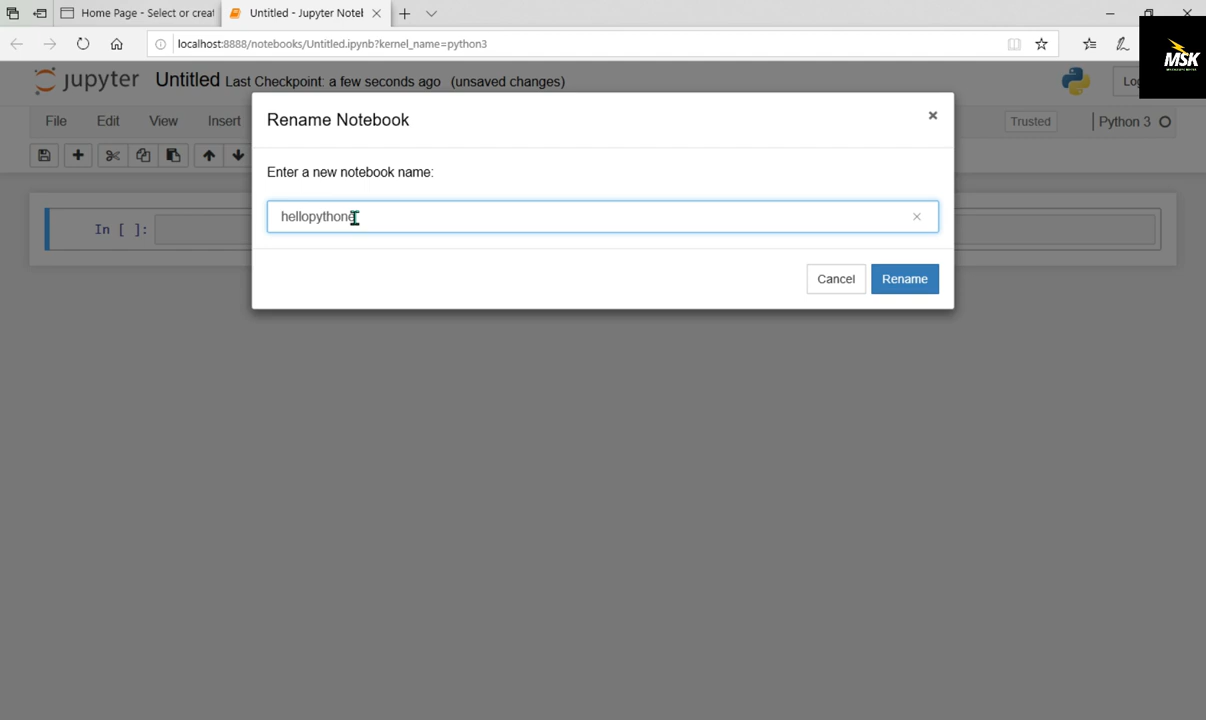 Home Page - Select or creat
Untitled - Jupyter Notel
localhost:8888/notebooks/Untitled.ipynb?kernel_name=python3
MSK
jupyter Untitled Last Checkpoint: a few seconds ago (unsaved changes)
File Edit View Insert
Trusted
Python 3
Rename Notebook
Enter a new notebook name:
hellopythone
In [ ]:
Cancel
Rename